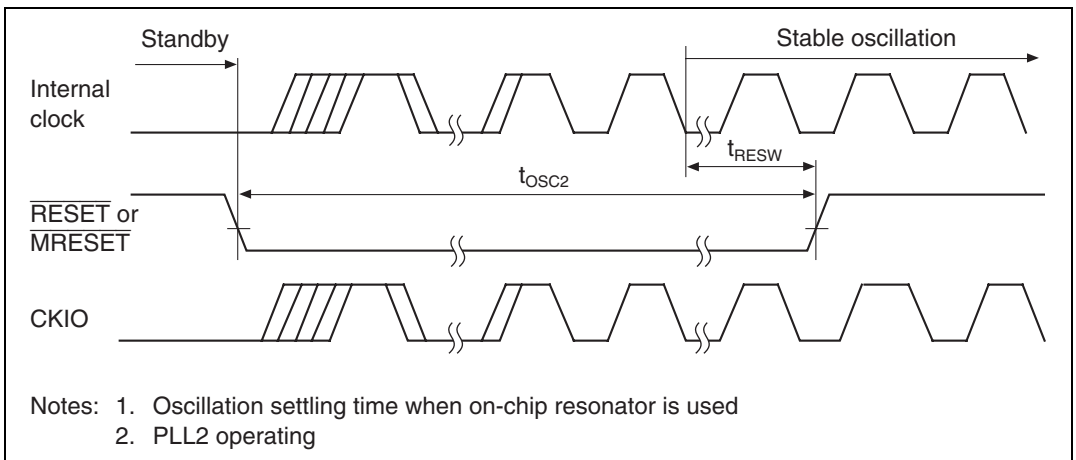 Standby
Stable oscillation
Internal
clock
tRESW
tOSC2
RESET or
MRESET
CKIO
Notes: 1. Oscillation settling time when on-chip resonator is used
2. PLL2 operating